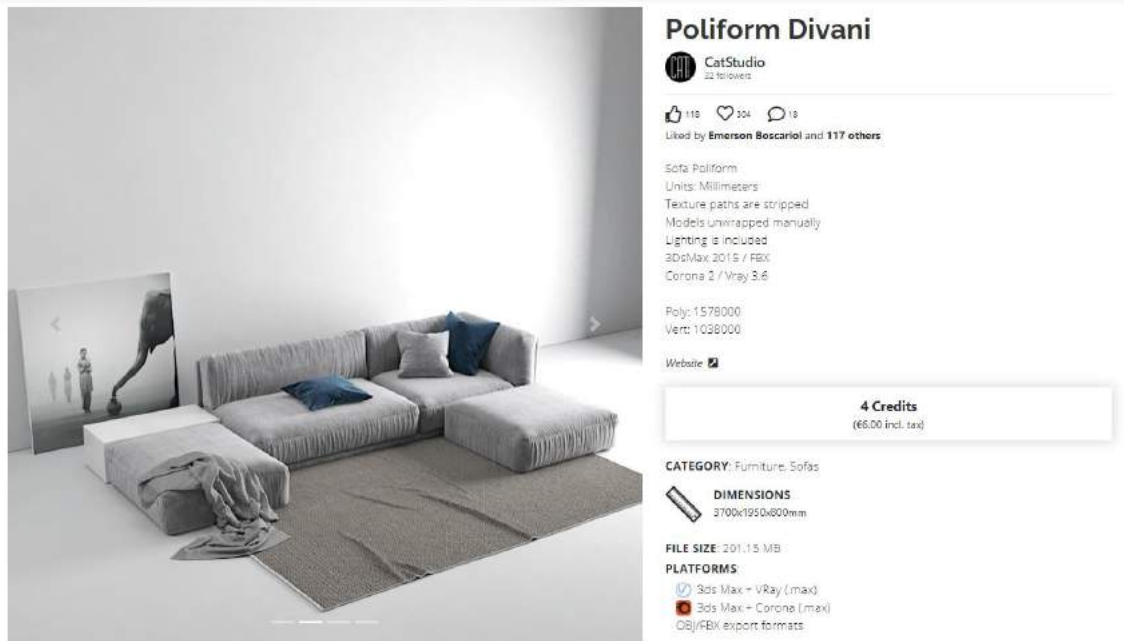 Poliform Divani
CATI
CatStudio
22 followers
118 304 18
Liked by Emerson Boscariol and 117 others
Sofa Poliform
Units: Millimeters
Texture paths are stripped
Models unwrapped manually
Lighting is included
3DsMax 2015 / FBX
Corona 2 / Vray 3.6
Poly: 1578000
Vert: 1038000
Website
4 Credits
(€6.00 incl. tax)
CATEGORY: Furniture, Sofas
DIMENSIONS
3700x1950x800mm
FILE SIZE: 201.15 MB
PLATFORMS
3ds Max + VRay (.max)
3ds Max + Corona (.max)
OBJ/FBX export formats